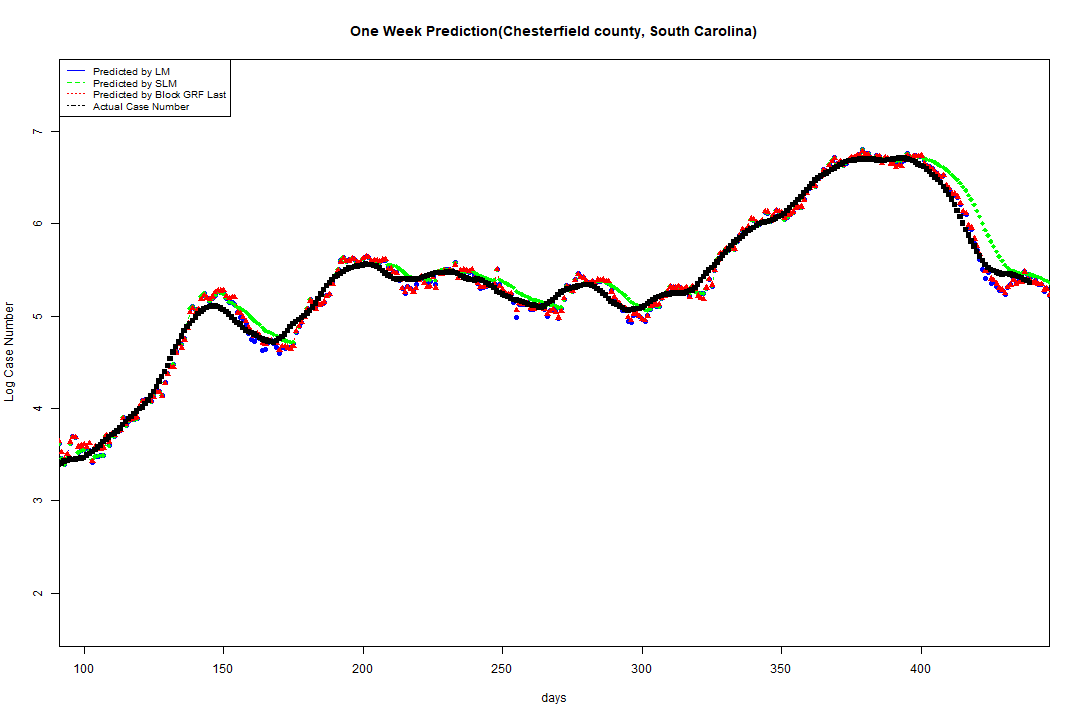 One Week Prediction(Chesterfield county, South Carolina)
Predicted by LM
Predicted by SLM
Predicted by Block GRF Last
Actual Case Number
7
6
5
4
3
2
Log Case Number
100 150 200 250 300 350 400
days